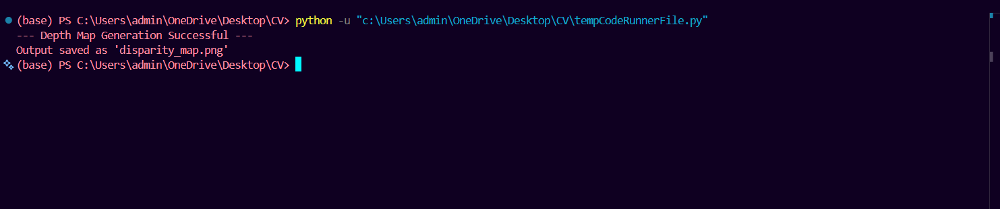 (base) PS C:\Users\admin\OneDrive\Desktop\CV> python -u "c:\Users\admin\OneDrive\Desktop\CV\tempCodeRunnerFile.py"
--- Depth Map Generation Successful ---
Output saved as 'disparity_map.png'
(base) PS C:\Users\admin\OneDrive\Desktop\CV>